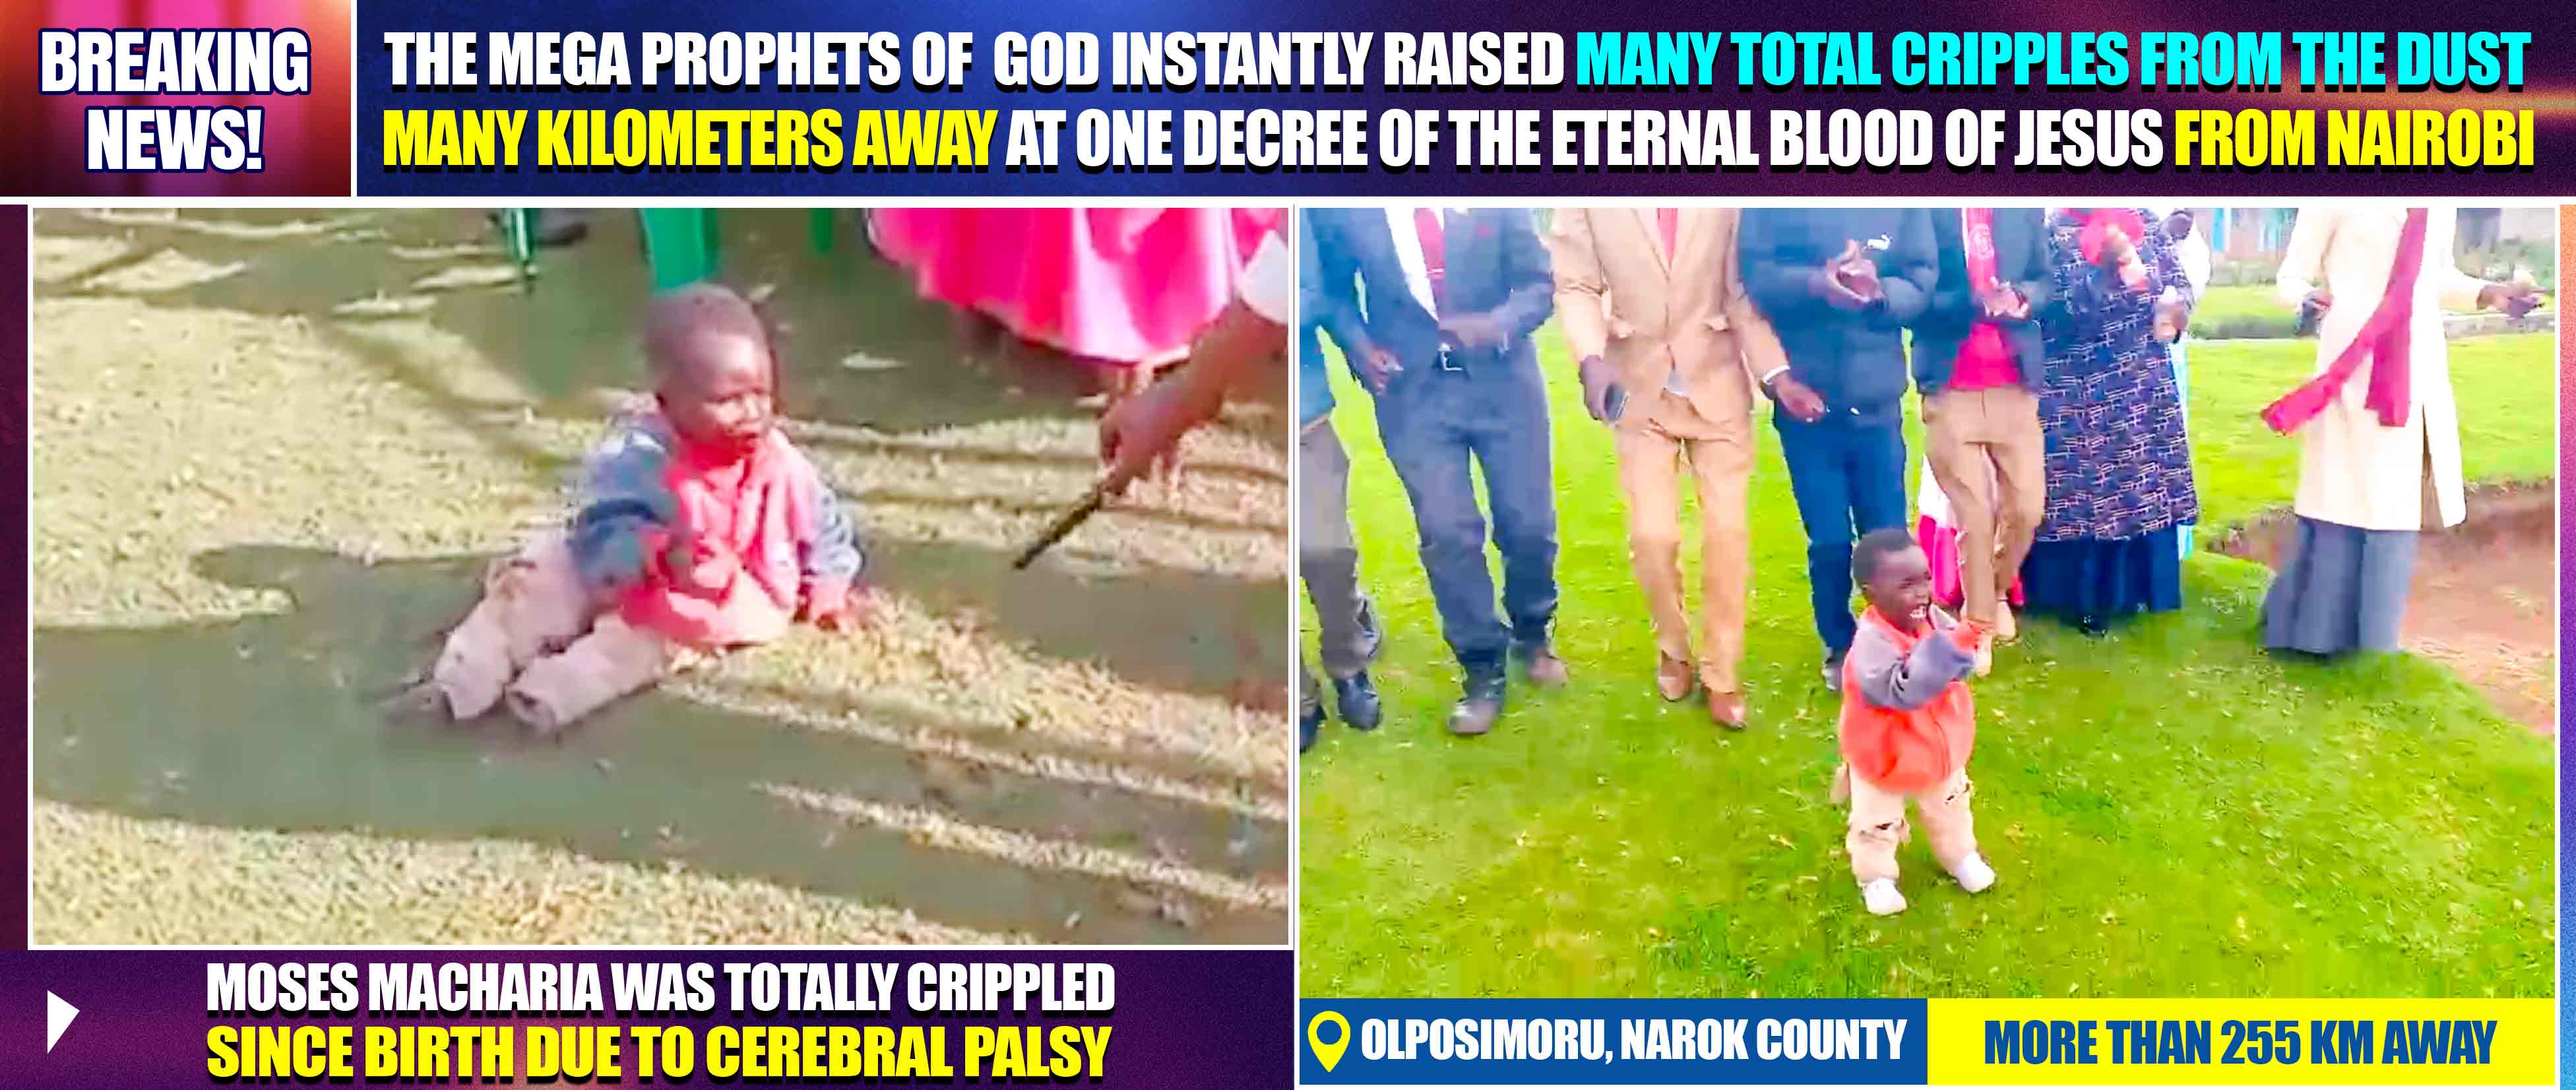 BREAKING
NEWS!
THE MEGA PROPHETS OF GOD INSTANTLY RAISED MANY TOTAL CRIPPLES FROM THE DUST
MANY KILOMETERS AWAY AT ONE DECREE OF THE ETERNAL BLOOD OF JESUS FROM NAIROBI
MOSES MACHARIA WAS TOTALLY CRIPPLED
SINCE BIRTH DUE TO CEREBRAL PALSY
OLPOSIMORU, NAROK COUNTY
MORE THAN 255 KM AWAY